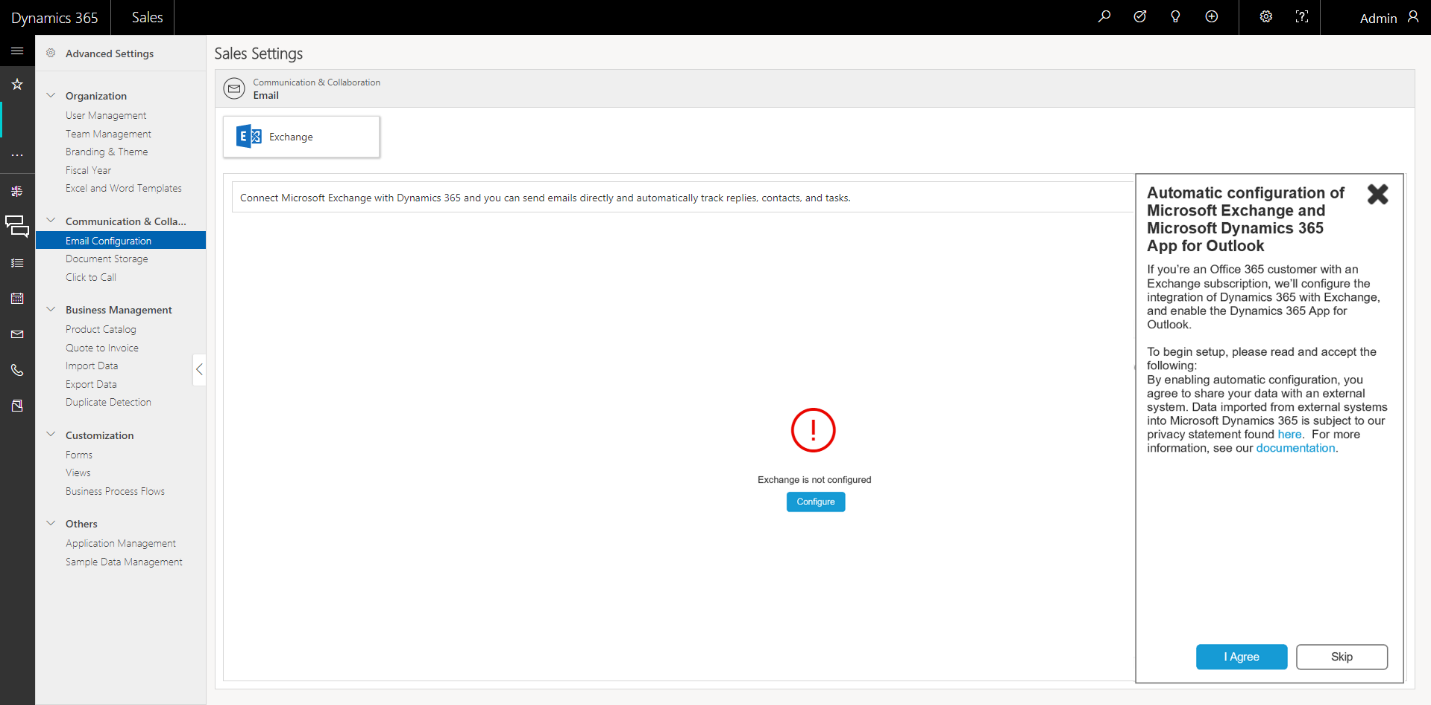 Dynamics 365
Sales
Admin
Advanced Settings
Organization
User Management
Team Management
Branding & Theme
Fiscal Year
Excel and Word Templates
Communication & Colla...
Email Configuration
Document Storage
Click to Call
Business Management
Product Catalog
Quote to Invoice
Import Data
Export Data
Duplicate Detection
Customization
Forms
Views
Business Process Flows
Others
Application Management
Sample Data Management
Sales Settings
Communication & Collaboration
Email
Exchange
Connect Microsoft Exchange with Dynamics 365 and you can send emails directly and automatically track replies, contacts, and tasks.
Exchange is not configured
Configure
Automatic configuration of
Microsoft Exchange and
Microsoft Dynamics 365
App for Outlook
If you're an Office 365 customer with an
Exchange subscription, we'll configure the
integration of Dynamics 365 with Exchange,
and enable the Dynamics 365 App for
Outlook.
To begin setup, please read and accept the
following:
By enabling automatic configuration, you
agree to share your data with an external
system. Data imported from external systems
into Microsoft Dynamics 365 is subject to our
privacy statement found here. For more
information, see our documentation.
I Agree
Skip